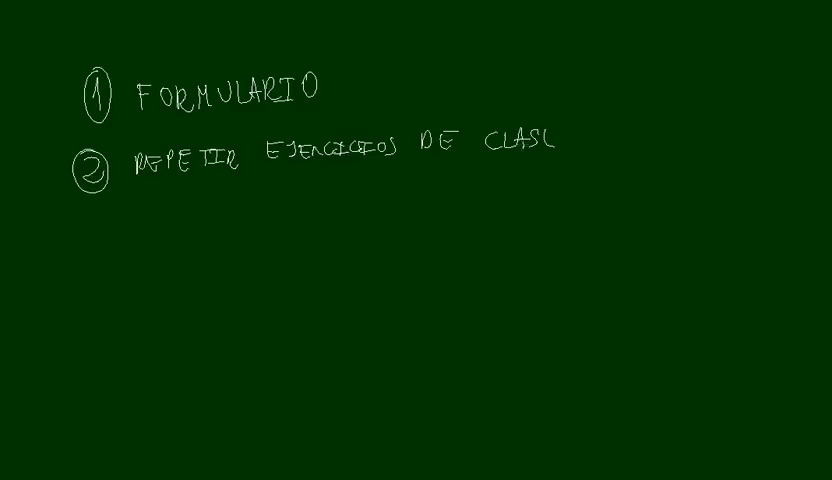 1 FORMULARIO
2 REPETIR EJERCICIOS DE CLASE